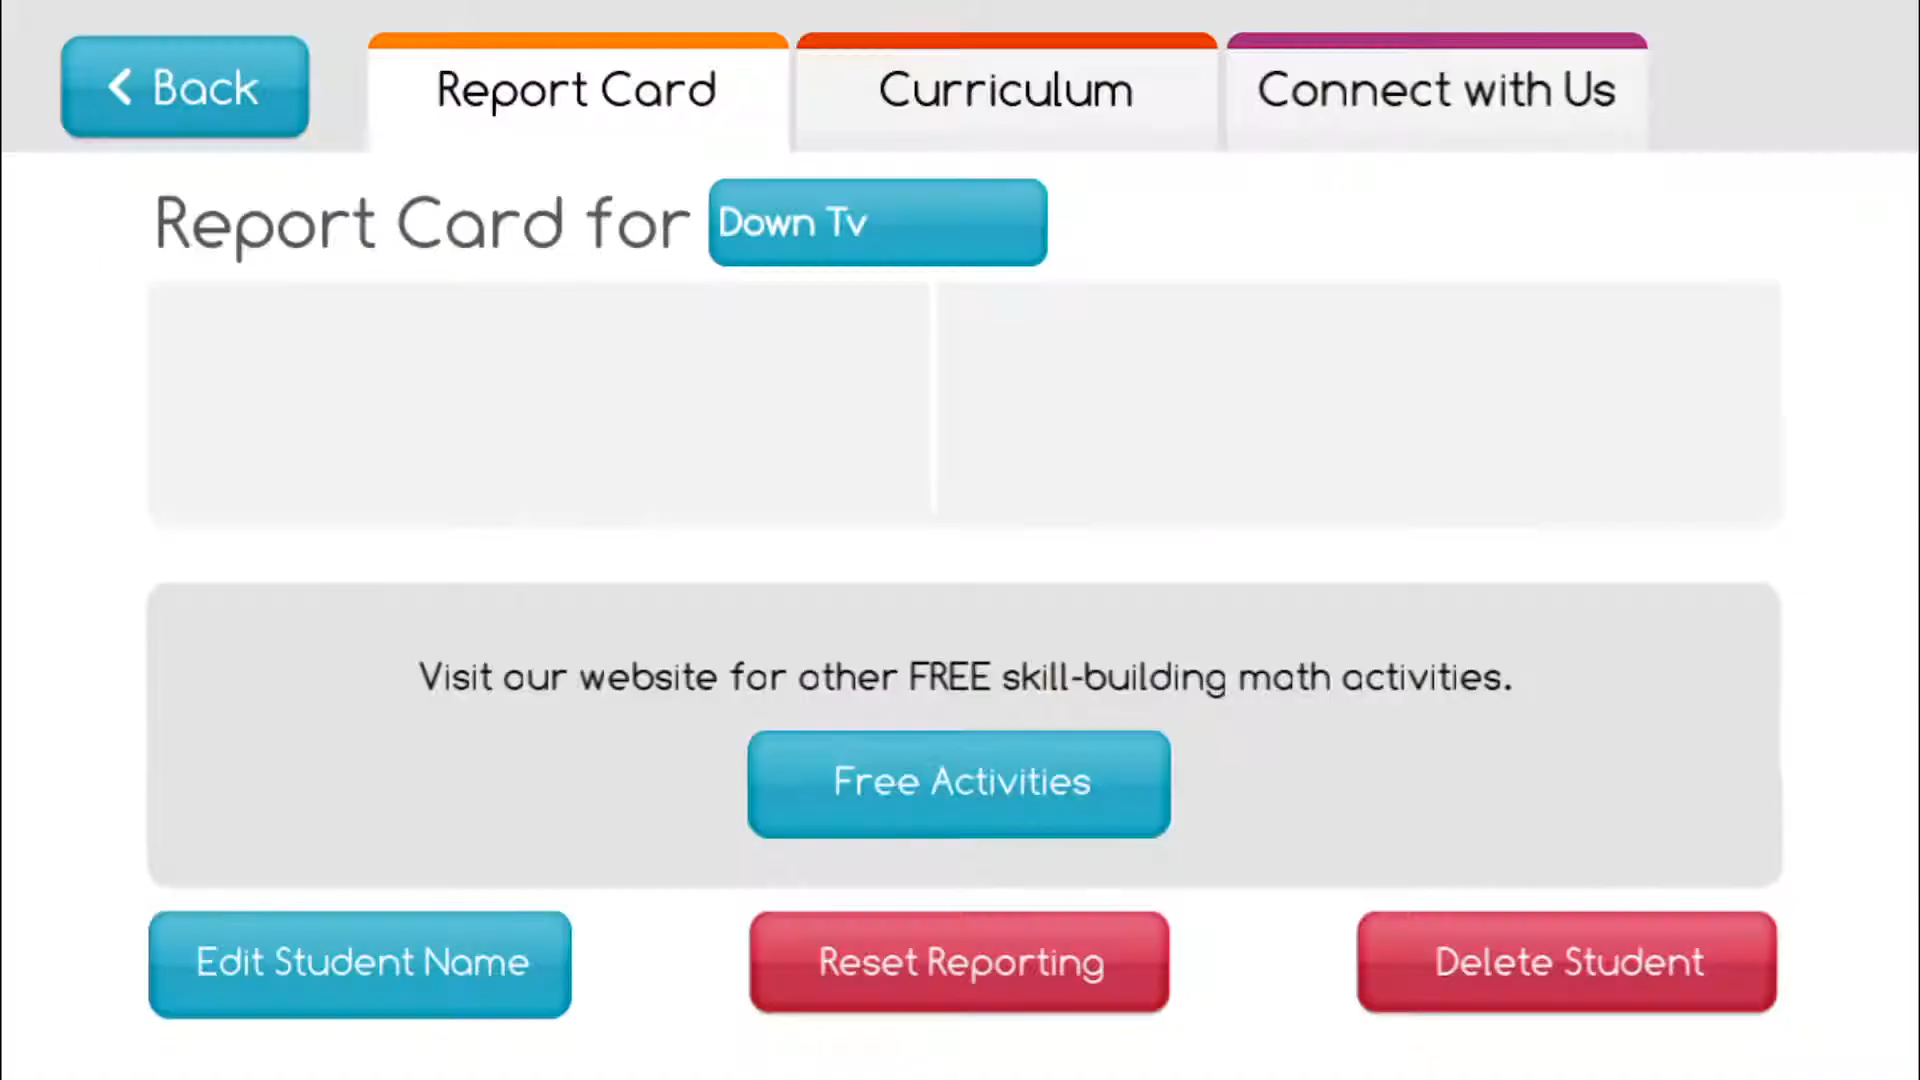 Back
Report Card
Curriculum
Connect with Us
Report Card for Down Tv
Visit our website for other FREE skill-building math activities.
Free Activities
Edit Student Name
Reset Reporting
Delete Student